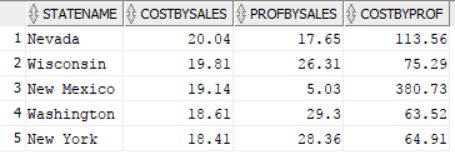 STATENAME COSTBYSALES PROFBYSALES COSTBYPROF
1 Nevada 20.04 17.65 113.56
2 Wisconsin 19.81 26.31 75.29
3 New Mexico 19.14 5.03 380.73
4 Washington 18.61 29.3 63.52
5 New York 18.41 28.36 64.91